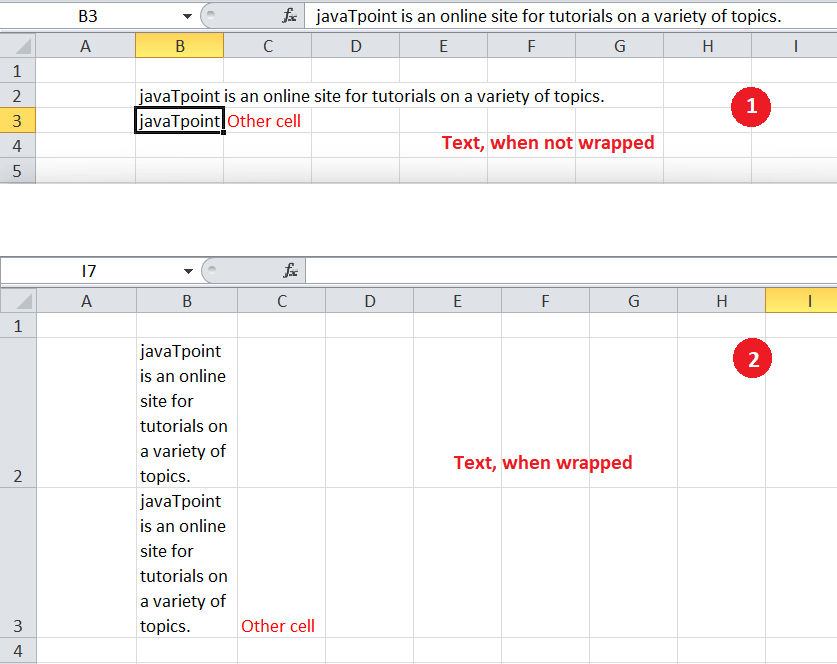 B3 fx javaTpoint is an online site for tutorials on a variety of topics.
A B C D E F G H I
1
2 javaTpoint is an online site for tutorials on a variety of topics.
1
3 javaTpoint Other cell
4 Text, when not wrapped
5
I7 fx
A B C D E F G H I
1
javaTpoint
2
is an online
site for
tutorials on
a variety of
Text, when wrapped
2 topics.
javaTpoint
is an online
site for
tutorials on
a variety of
3 topics. Other cell
4